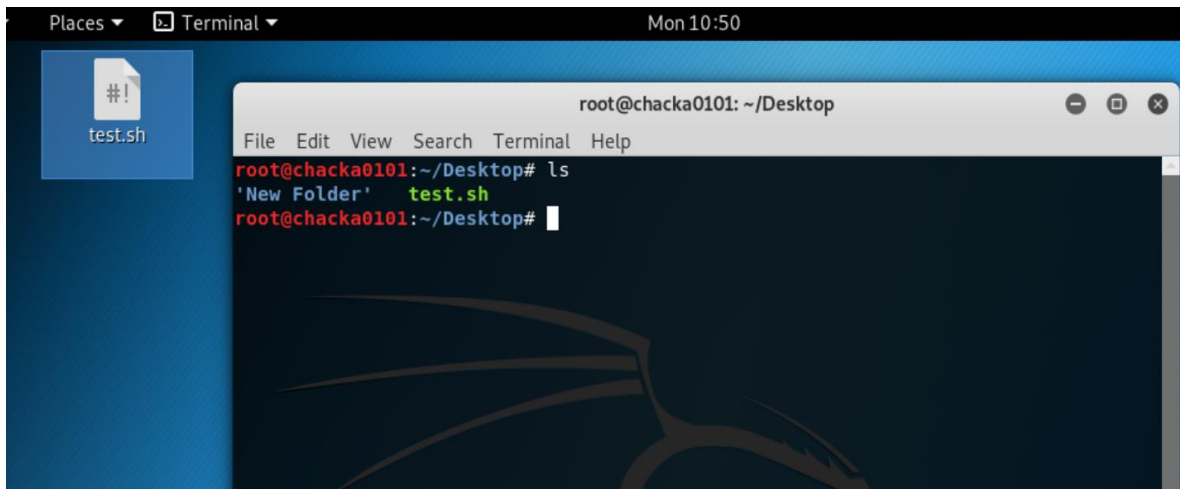 Places Terminal Mon 10:50
#!
test.sh
root@chacka0101: ~/Desktop
File Edit View Search Terminal Help
root@chacka0101:~/Desktop# ls
'New Folder' test.sh
root@chacka0101:~/Desktop#